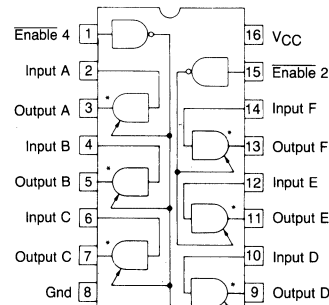 Enable 4 1
16 VCC
Input A 2
15 Enable 2
Output A 3 *
14 Input F
Input B 4
* 13 Output F
Output B 5 *
12 Input E
Input C 6
* 11 Output E
Output C 7 *
10 Input D
Gnd 8
* 9 Output D